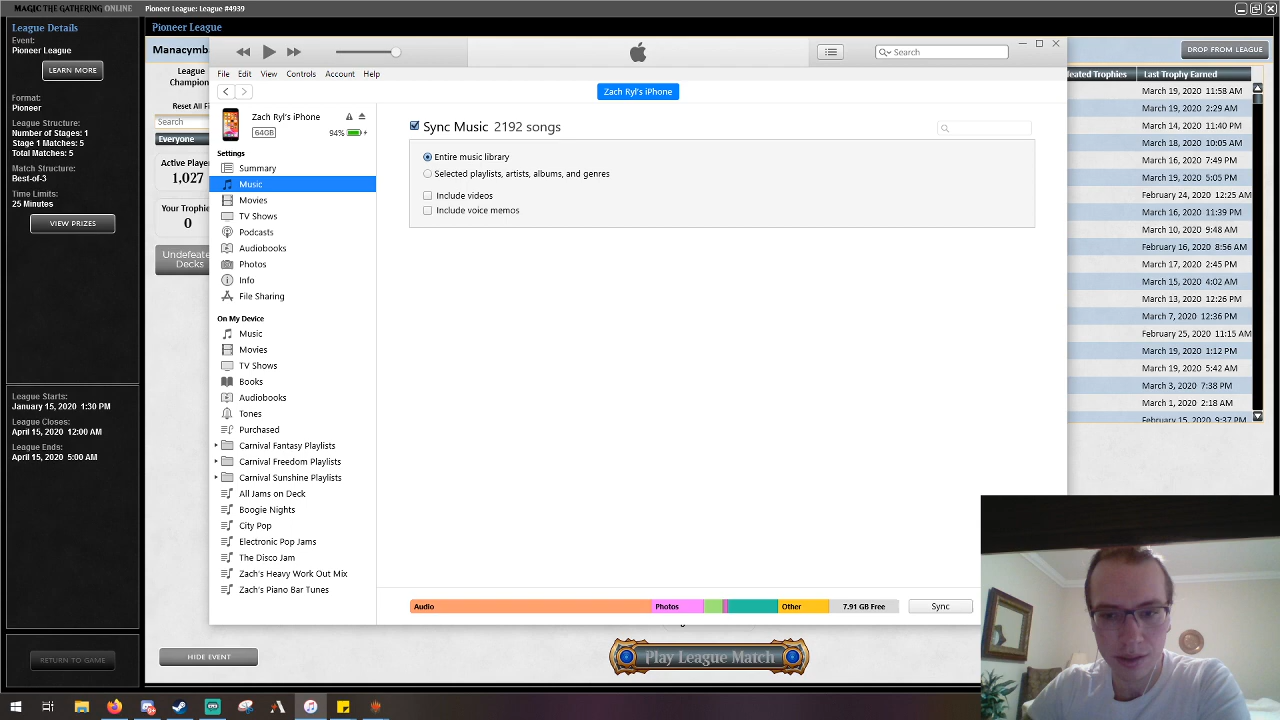 MAGIC THE GATHERING ONLINE
Pioneer League: League #4939
League Details
Event:
Pioneer League
LEARN MORE
Format:
Pioneer
League Structure:
Number of Stages: 1
Stage 1 Matches: 5
Total Matches: 5
Match Structure:
Best-of-3
Time Limits:
25 Minutes
VIEW PRIZES
League Starts:
January 15, 2020 1:30 PM
League Closes:
April 15, 2020 12:00 AM
League Ends:
April 15, 2020 5:00 AM
RETURN TO GAME
Pioneer League
Manacymb
DROP FROM LEAGUE
League
Champion
Reset All Fi
Search
Everyone
Active Player
1,027
Your Trophie
0
Undefeated
Decks
HIDE EVENT
Search
File Edit View Controls Account Help
Zach Ryl's iPhone
Zach Ryl's iPhone
64GB
94%
Settings
Summary
Music
Movies
TV Shows
Podcasts
Audiobooks
Photos
Info
File Sharing
On My Device
Music
Movies
TV Shows
Books
Audiobooks
Tones
Purchased
Carnival Fantasy Playlists
Carnival Freedom Playlists
Carnival Sunshine Playlists
All Jams on Deck
Boogie Nights
City Pop
Electronic Pop Jams
The Disco Jam
Zach's Heavy Work Out Mix
Zach's Piano Bar Tunes
Sync Music 2192 songs
Entire music library
Selected playlists, artists, albums, and genres
Include videos
Include voice memos
Audio
Photos
Other
7.91 GB Free
Sync
Play League Match
feated Trophies
Last Trophy Earned
March 19, 2020 11:58 AM
March 19, 2020 2:29 AM
March 14, 2020 11:40 PM
March 18, 2020 10:05 AM
March 16, 2020 7:49 PM
March 19, 2020 5:05 PM
February 24, 2020 12:25 AM
March 16, 2020 11:39 PM
March 10, 2020 9:48 AM
February 16, 2020 8:56 AM
March 17, 2020 2:45 PM
March 15, 2020 4:02 AM
March 13, 2020 12:26 PM
March 7, 2020 12:36 PM
February 25, 2020 11:15 AM
March 19, 2020 1:12 PM
March 19, 2020 5:42 AM
March 3, 2020 7:38 PM
March 1, 2020 2:18 AM
February 15, 2020 9:37 PM